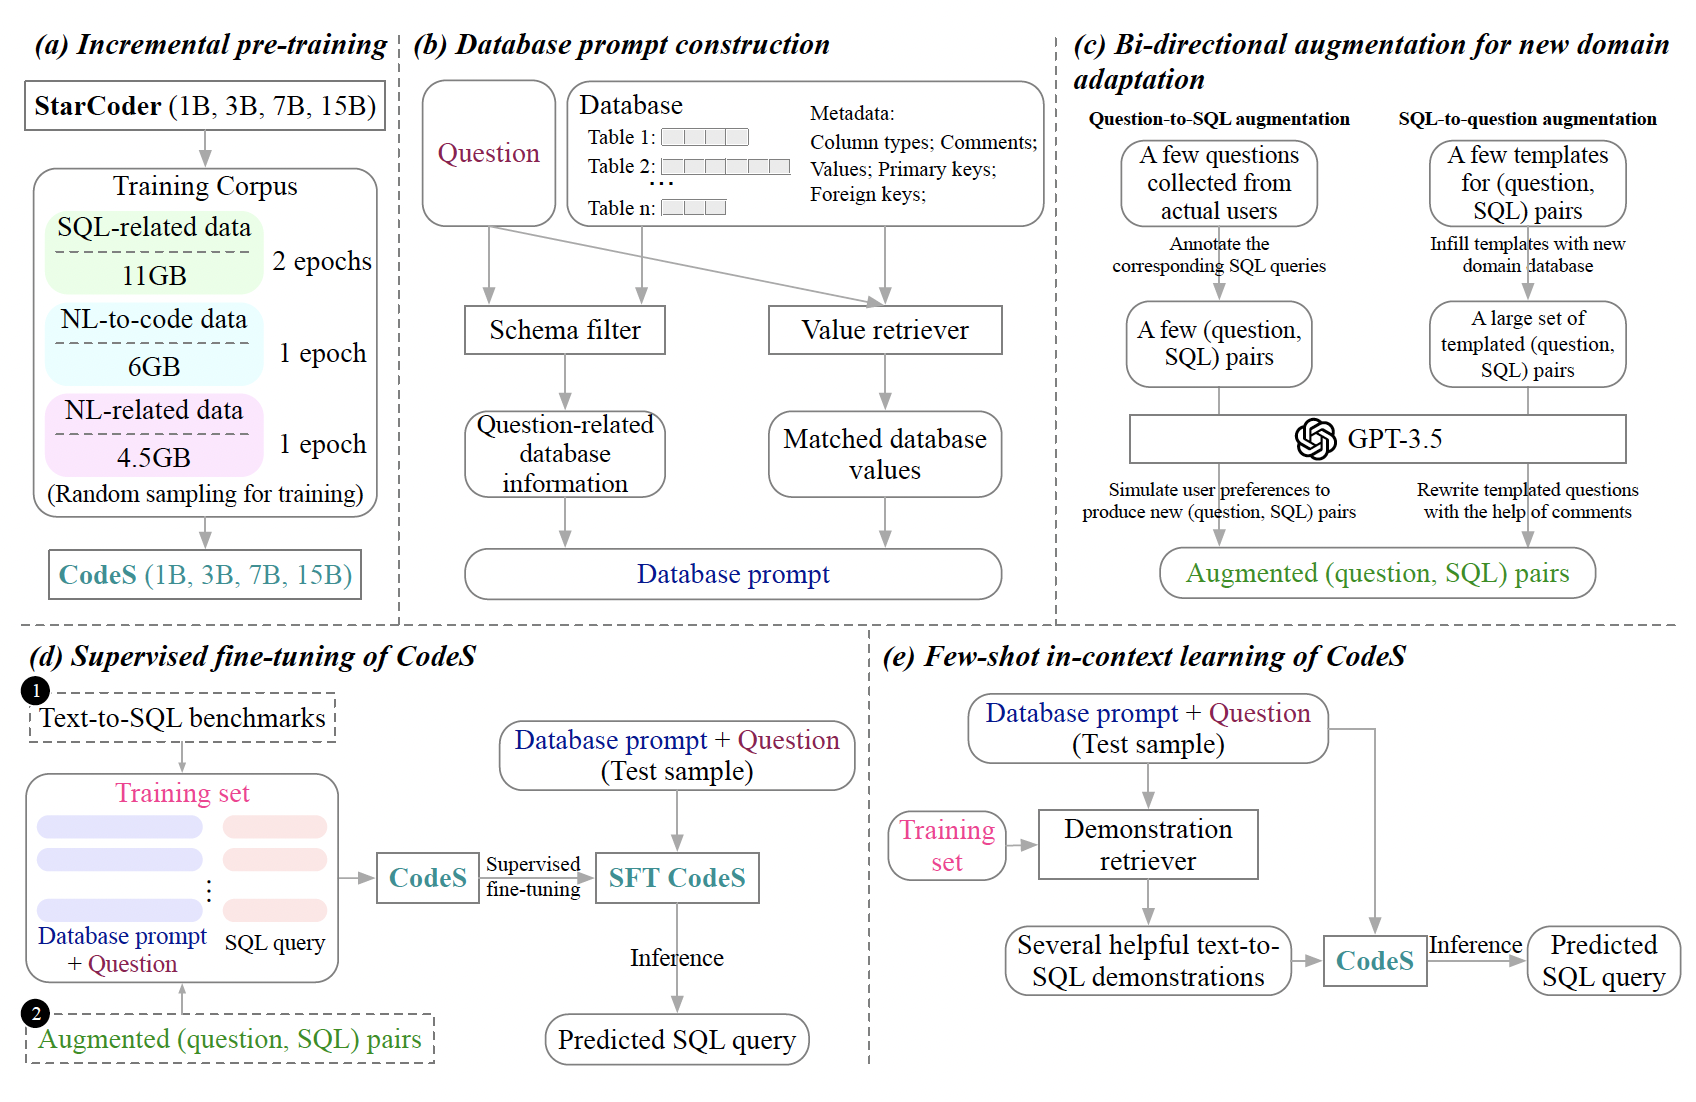 (a) Incremental pre-training
StarCoder (1B, 3B, 7B, 15B)
Training Corpus
SQL-related data
11GB
2 epochs
NL-to-code data
6GB
1 epoch
NL-related data
4.5GB
1 epoch
(Random sampling for training)
CodeS (1B, 3B, 7B, 15B)
(b) Database prompt construction
Question
Database
Table 1:
Table 2:
...
Table n:
Metadata:
Column types; Comments;
Values; Primary keys;
Foreign keys;
Schema filter
Value retriever
Question-related
database
information
Matched database
values
Database prompt
(c) Bi-directional augmentation for new domain
adaptation
Question-to-SQL augmentation
A few questions
collected from
actual users
Annotate the
corresponding SQL queries
A few (question,
SQL) pairs
SQL-to-question augmentation
A few templates
for (question,
SQL) pairs
Infill templates with new
domain database
A large set of
templated (question,
SQL) pairs
GPT-3.5
Simulate user preferences to
produce new (question, SQL) pairs
Rewrite templated questions
with the help of comments
Augmented (question, SQL) pairs
(d) Supervised fine-tuning of CodeS
1
Text-to-SQL benchmarks
Training set
Database prompt
+ Question
SQL query
2
Augmented (question, SQL) pairs
CodeS
Supervised
fine-tuning
Database prompt + Question
(Test sample)
SFT CodeS
Inference
Predicted SQL query
(e) Few-shot in-context learning of CodeS
Database prompt + Question
(Test sample)
Training
set
Demonstration
retriever
Several helpful text-to-
SQL demonstrations
CodeS
Inference
Predicted
SQL query